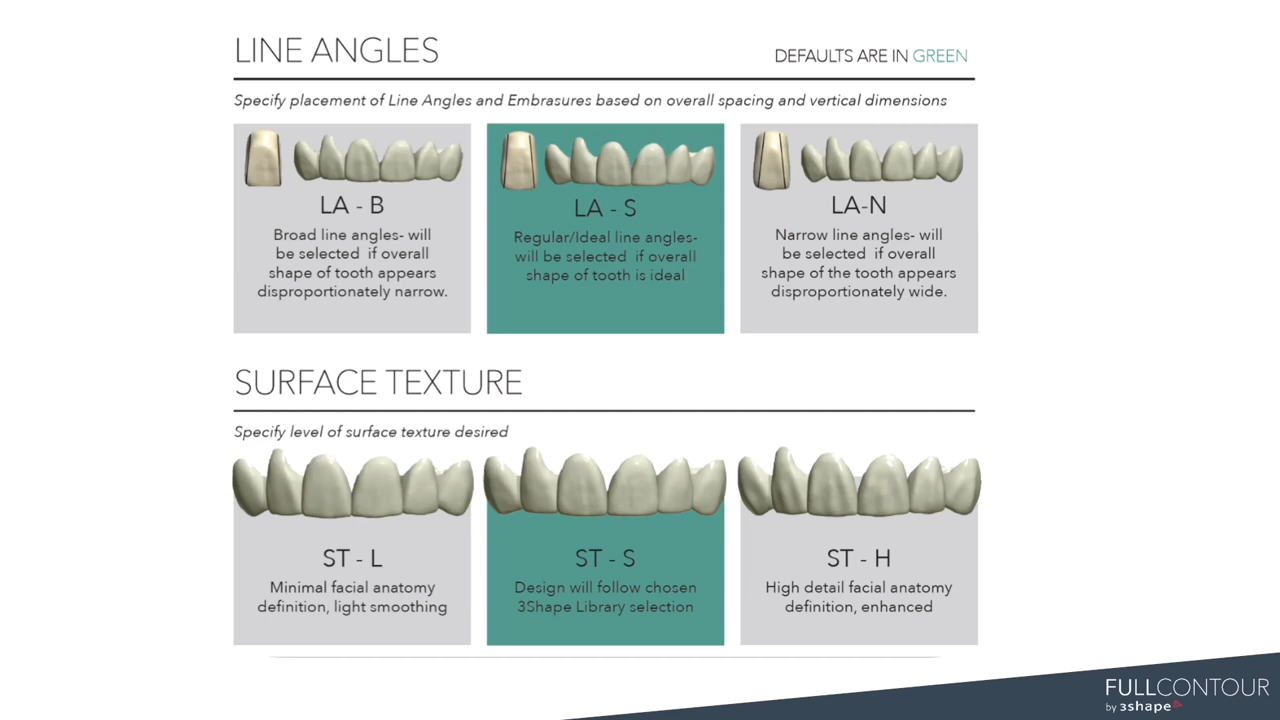 LINE ANGLES
DEFAULTS ARE IN GREEN
Specify placement of Line Angles and Embrasures based on overall spacing and vertical dimensions
LA - B
Broad line angles- will
be selected if overall
shape of tooth appears
disproportionately narrow.
LA - S
Regular/Ideal line angles-
will be selected if overall
shape of tooth is ideal
LA-N
Narrow line angles- will
be selected if overall
shape of the tooth appears
disproportionately wide.
SURFACE TEXTURE
Specify level of surface texture desired
ST - L
Minimal facial anatomy
definition, light smoothing
ST - S
Design will follow chosen
3Shape Library selection
ST - H
High detail facial anatomy
definition, enhanced
FULLCONTOUR
by 3shape